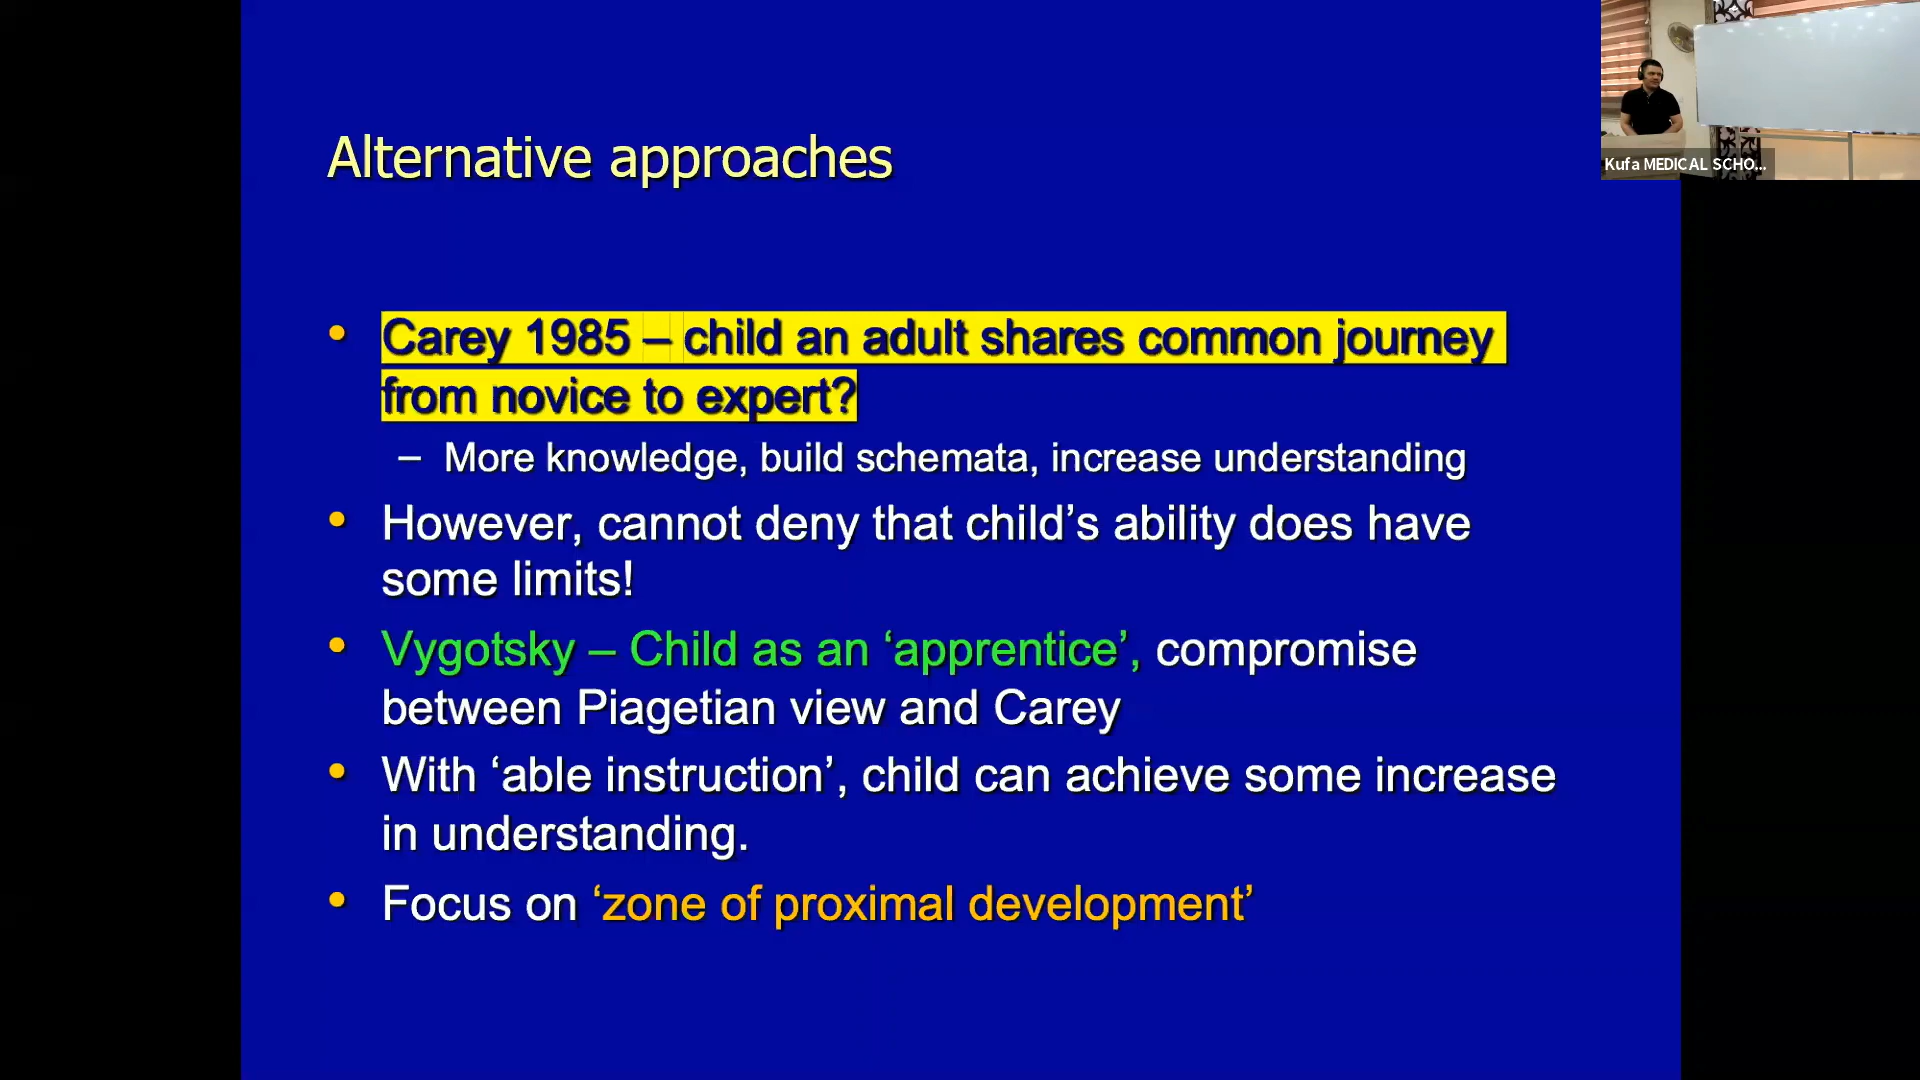 Kufa MEDICAL SCHO...
Alternative approaches
• Carey 1985 – child an adult shares common journey
from novice to expert?
– More knowledge, build schemata, increase understanding
• However, cannot deny that child’s ability does have
some limits!
• Vygotsky – Child as an ‘apprentice’, compromise
between Piagetian view and Carey
• With ‘able instruction’, child can achieve some increase
in understanding.
• Focus on ‘zone of proximal development’